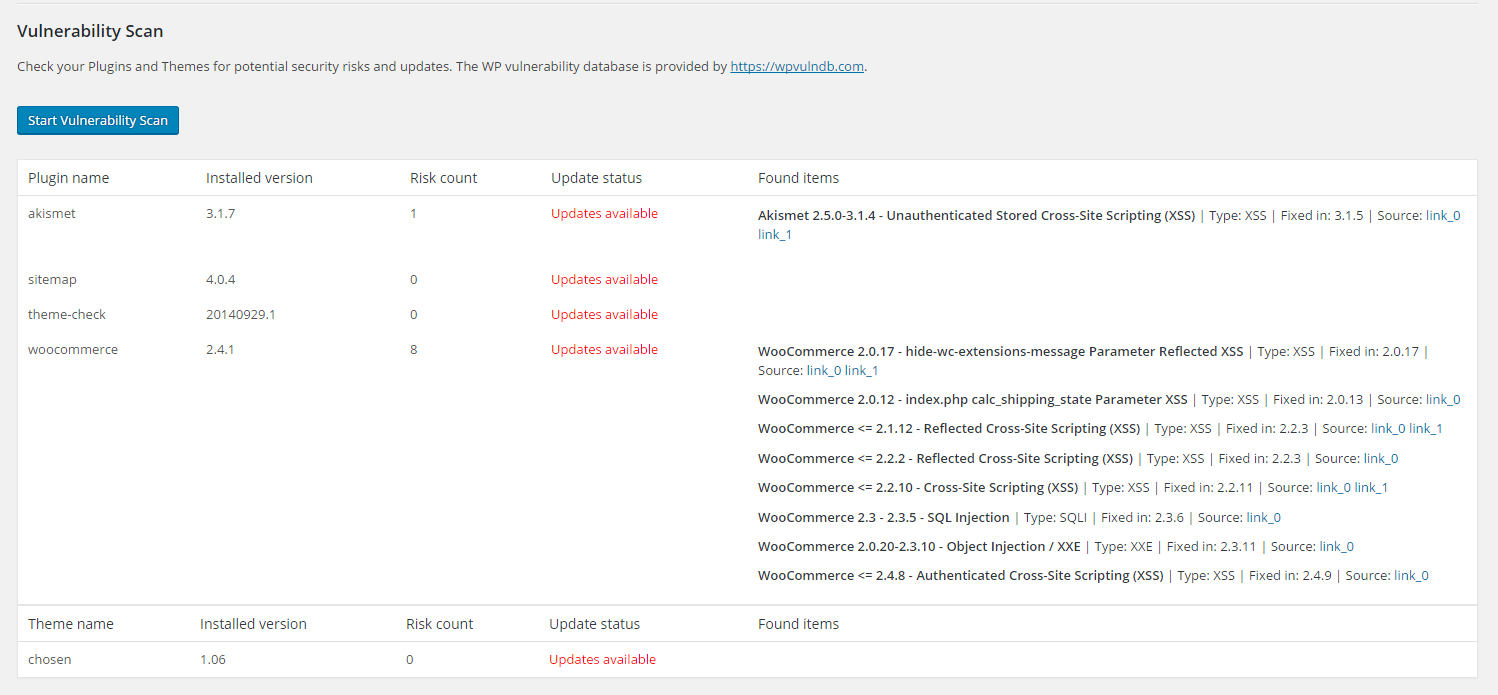 Vulnerability Scan
Check your Plugins and Themes for potential security risks and updates. The WP vulnerability database is provided by https://wpvulndb.com.
Start Vulnerability Scan
Plugin name Installed version Risk count Update status Found items
akismet 3.1.7 1 Updates available Akismet 2.5.0-3.1.4 - Unauthenticated Stored Cross-Site Scripting (XSS) | Type: XSS | Fixed in: 3.1.5 | Source: link_0
link_1
sitemap 4.0.4 0 Updates available
theme-check 20140929.1 0 Updates available
woocommerce 2.4.1 8 Updates available WooCommerce 2.0.17 - hide-wc-extensions-message Parameter Reflected XSS | Type: XSS | Fixed in: 2.0.17 |
Source: link_0 link_1
WooCommerce 2.0.12 - index.php calc_shipping_state Parameter XSS | Type: XSS | Fixed in: 2.0.13 | Source: link_0
WooCommerce <= 2.1.12 - Reflected Cross-Site Scripting (XSS) | Type: XSS | Fixed in: 2.2.3 | Source: link_0 link_1
WooCommerce <= 2.2.2 - Reflected Cross-Site Scripting (XSS) | Type: XSS | Fixed in: 2.2.3 | Source: link_0
WooCommerce <= 2.2.10 - Cross-Site Scripting (XSS) | Type: XSS | Fixed in: 2.2.11 | Source: link_0 link_1
WooCommerce 2.3 - 2.3.5 - SQL Injection | Type: SQLI | Fixed in: 2.3.6 | Source: link_0
WooCommerce 2.0.20-2.3.10 - Object Injection / XXE | Type: XXE | Fixed in: 2.3.11 | Source: link_0
WooCommerce <= 2.4.8 - Authenticated Cross-Site Scripting (XSS) | Type: XSS | Fixed in: 2.4.9 | Source: link_0
Theme name Installed version Risk count Update status Found items
chosen 1.06 0 Updates available